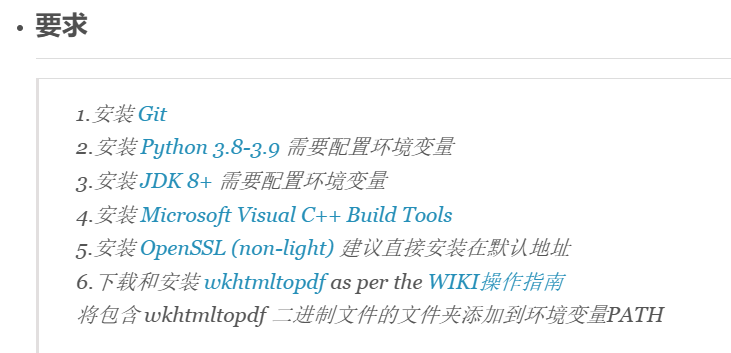 要求
1.安装 Git
2.安装 Python 3.8-3.9 需要配置环境变量
3.安装 JDK 8+ 需要配置环境变量
4.安装 Microsoft Visual C++ Build Tools
5.安装 OpenSSL (non-light) 建议直接安装在默认地址
6.下载和安装 wkhtmltopdf as per the WIKI操作指南
将包含 wkhtmltopdf 二进制文件的文件夹添加到环境变量PATH